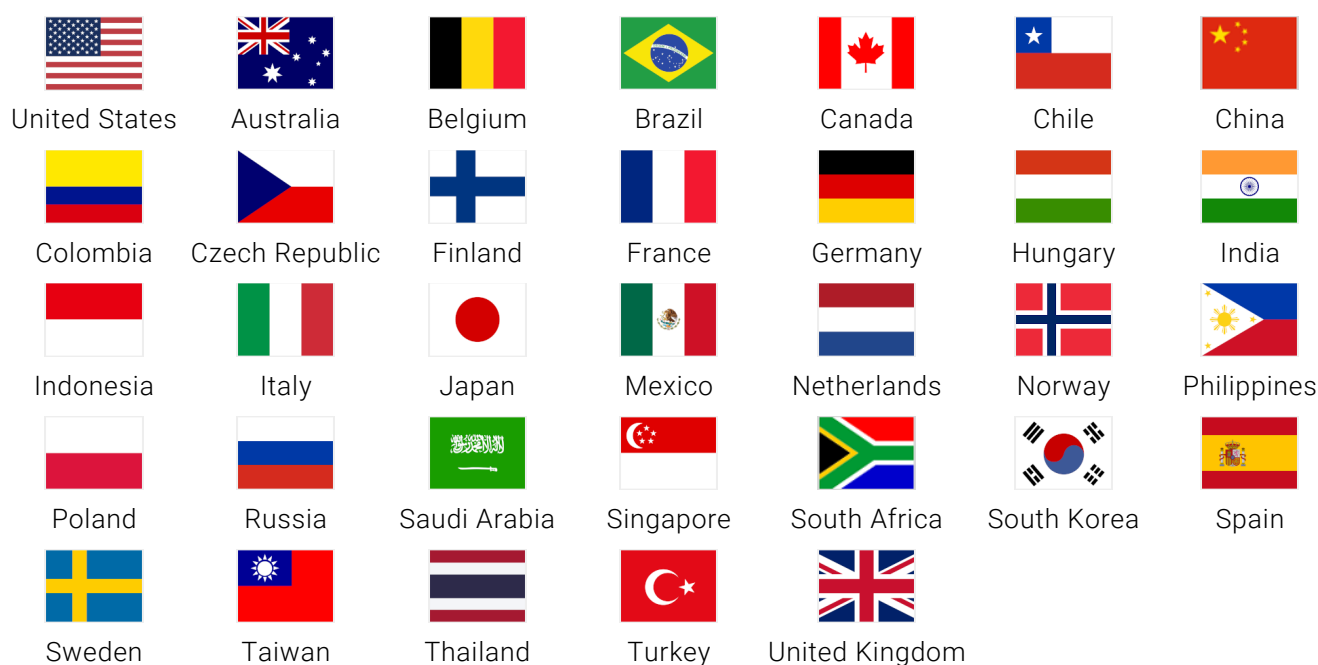 United States Australia Belgium Brazil Canada Chile China
Colombia Czech Republic Finland France Germany Hungary India
Indonesia Italy Japan Mexico Netherlands Norway Philippines
Poland Russia Saudi Arabia Singapore South Africa South Korea Spain
Sweden Taiwan Thailand Turkey United Kingdom